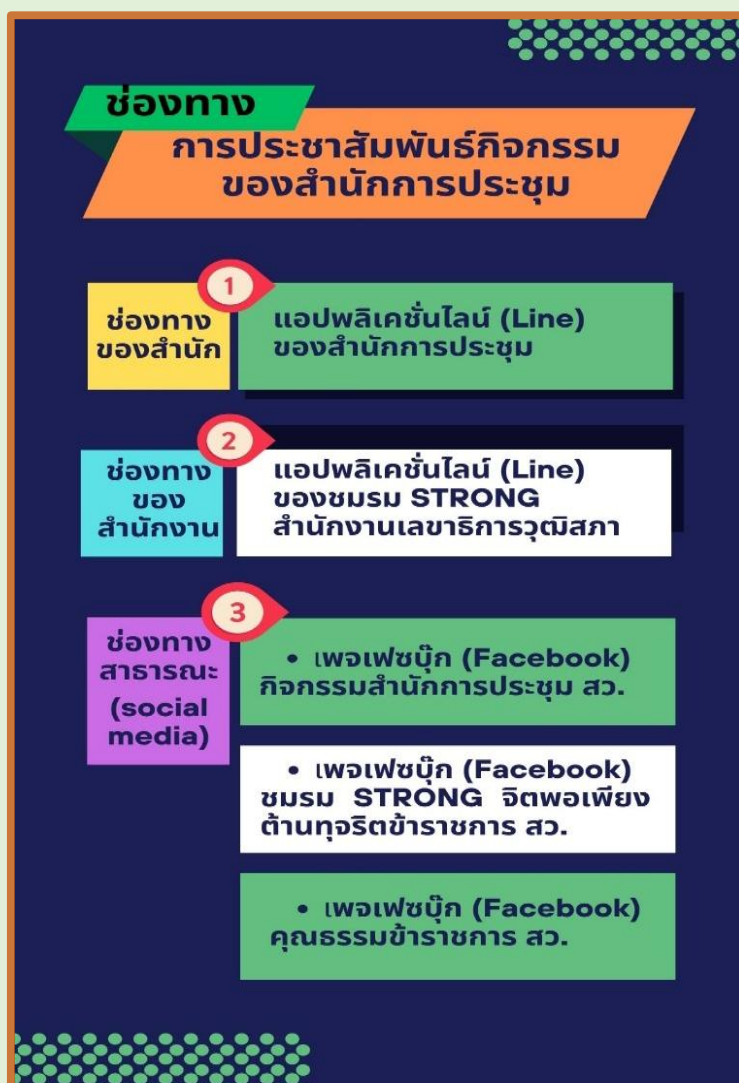 ช่องทาง
การประชาสัมพันธ์กิจกรรม
ของสำนักการประชุม
1
ช่องทาง
ของสำนัก
แอปพลิเคชั่นไลน์ (Line)
ของสำนักการประชุม
2
ช่องทาง
ของ
สำนักงาน
แอปพลิเคชั่นไลน์ (Line)
ของชมรม STRONG
สำนักงานเลขาธิการวุฒิสภา
3
ช่องทาง
สาธารณะ
(social
media)
• เพจเฟซบุ๊ก (Facebook)
กิจกรรมสำนักการประชุม สว.
• เพจเฟซบุ๊ก (Facebook)
ชมรม STRONG จิตพอเพียง
ต้านทุจริตข้าราชการ สว.
• เพจเฟซบุ๊ก (Facebook)
คุณธรรมข้าราชการ สว.